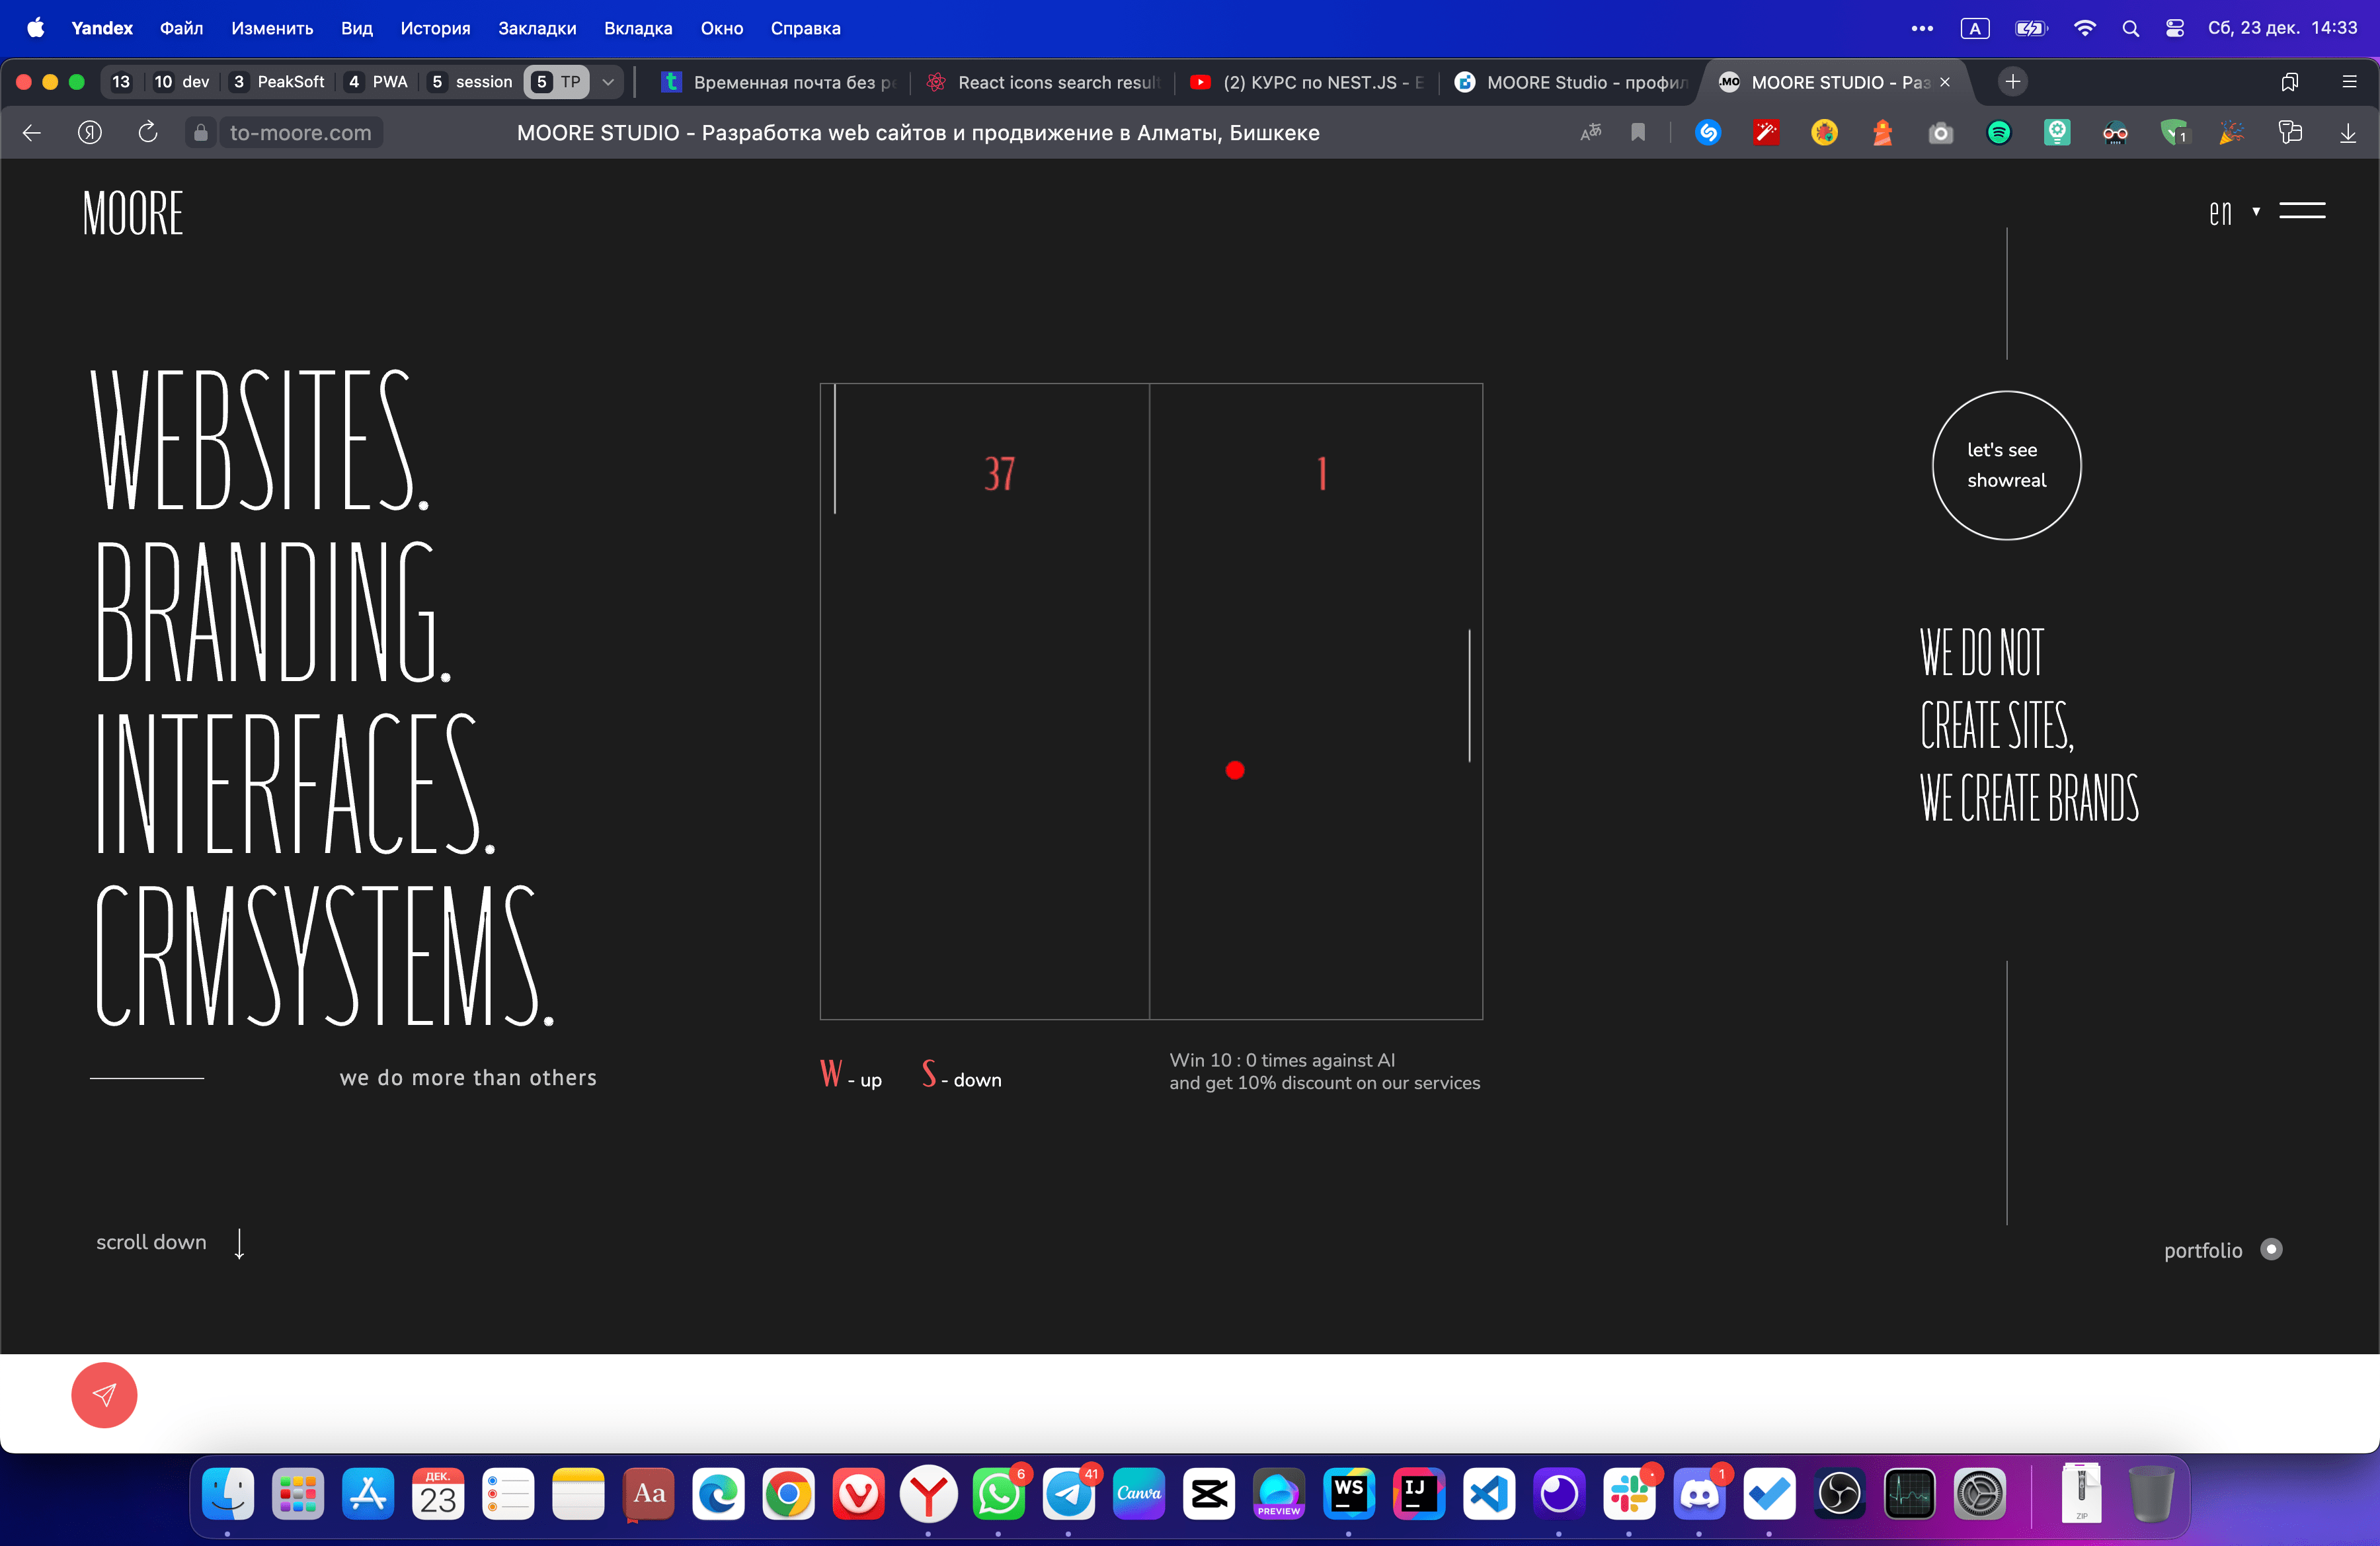 Yandex Файл Изменить Вид История Закладки Вкладка Окно Справка
A
Сб, 23 дек. 14:33
13 10 dev 3 PeakSoft 4 PWA 5 session 5 TP
Временная почта без ре
React icons search result
(2) КУРС по NEST.JS - E
MOORE Studio - профил
MOORE STUDIO - Раз
to-moore.com
MOORE STUDIO - Разработка web сайтов и продвижение в Алматы, Бишкеке
1
MOORE
en
WEBSITES.
BRANDING.
INTERFACES.
CRMSYSTEMS.
we do more than others
37 1
W - up S - down
Win 10 : 0 times against AI
and get 10% discount on our services
let's see
showreal
WE DO NOT
CREATE SITES,
WE CREATE BRANDS
scroll down
portfolio
ДЕК.
23
Aa
6
41
Canva
PREVIEW
WS
IJ
1
ZIP